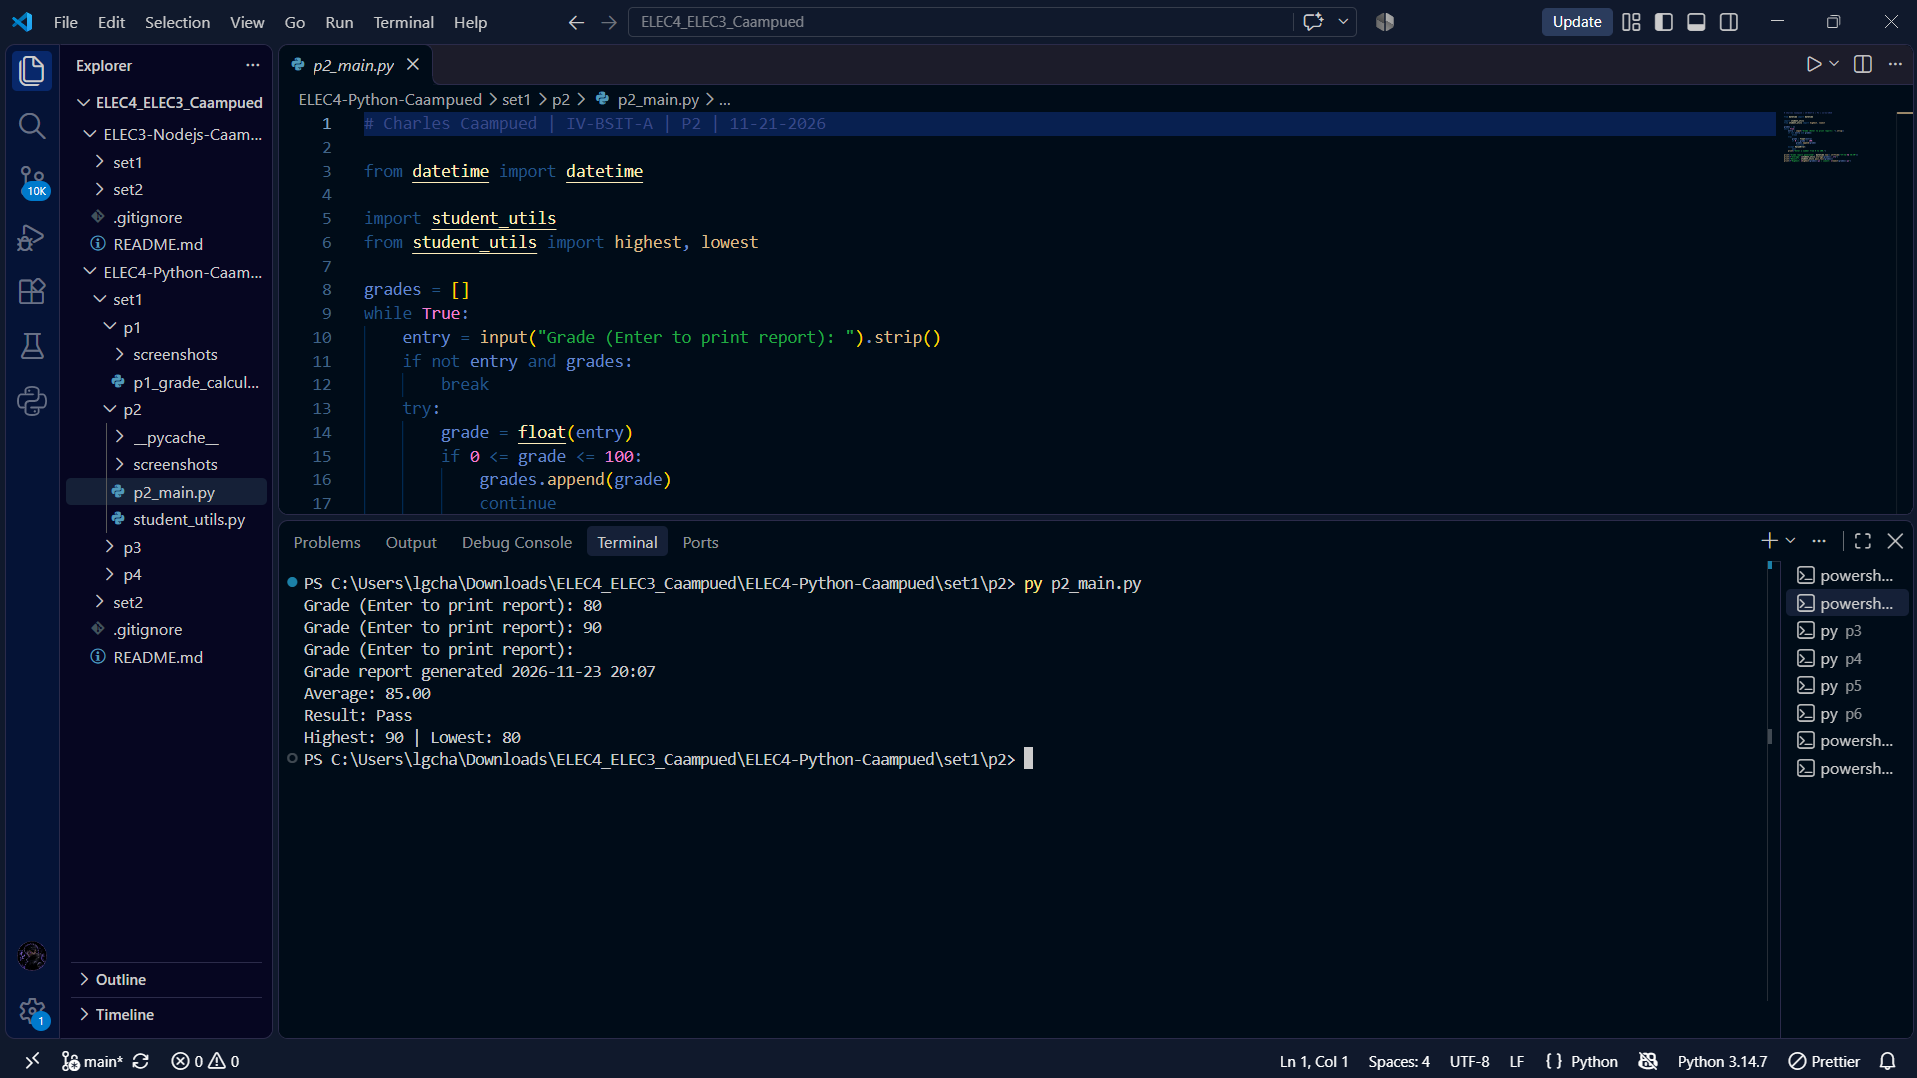 File Edit Selection View Go Run Terminal Help
ELEC4_ELEC3_Caampued
Update
Explorer
ELEC4_ELEC3_Caampued
ELEC3-Nodejs-Caam...
set1
set2
.gitignore
README.md
ELEC4-Python-Caam...
set1
p1
screenshots
p1_grade_calcul...
p2
__pycache__
screenshots
p2_main.py
student_utils.py
p3
p4
set2
.gitignore
README.md
Outline
Timeline
10K
1
p2_main.py
ELEC4-Python-Caampued > set1 > p2 > p2_main.py > ...
1 # Charles Caampued | IV-BSIT-A | P2 | 11-21-2026
2
3 from datetime import datetime
4
5 import student_utils
6 from student_utils import highest, lowest
7
8 grades = []
9 while True:
10 entry = input("Grade (Enter to print report): ").strip()
11 if not entry and grades:
12 break
13 try:
14 grade = float(entry)
15 if 0 <= grade <= 100:
16 grades.append(grade)
17 continue
Problems Output Debug Console Terminal Ports
PS C:\Users\lgcha\Downloads\ELEC4_ELEC3_Caampued\ELEC4-Python-Caampued\set1\p2> py p2_main.py
Grade (Enter to print report): 80
Grade (Enter to print report): 90
Grade (Enter to print report):
Grade report generated 2026-11-23 20:07
Average: 85.00
Result: Pass
Highest: 90 | Lowest: 80
PS C:\Users\lgcha\Downloads\ELEC4_ELEC3_Caampued\ELEC4-Python-Caampued\set1\p2>
powersh...
powersh...
py p3
py p4
py p5
py p6
powersh...
powersh...
main* 0 0
Ln 1, Col 1 Spaces: 4 UTF-8 LF {} Python Python 3.14.7 Prettier